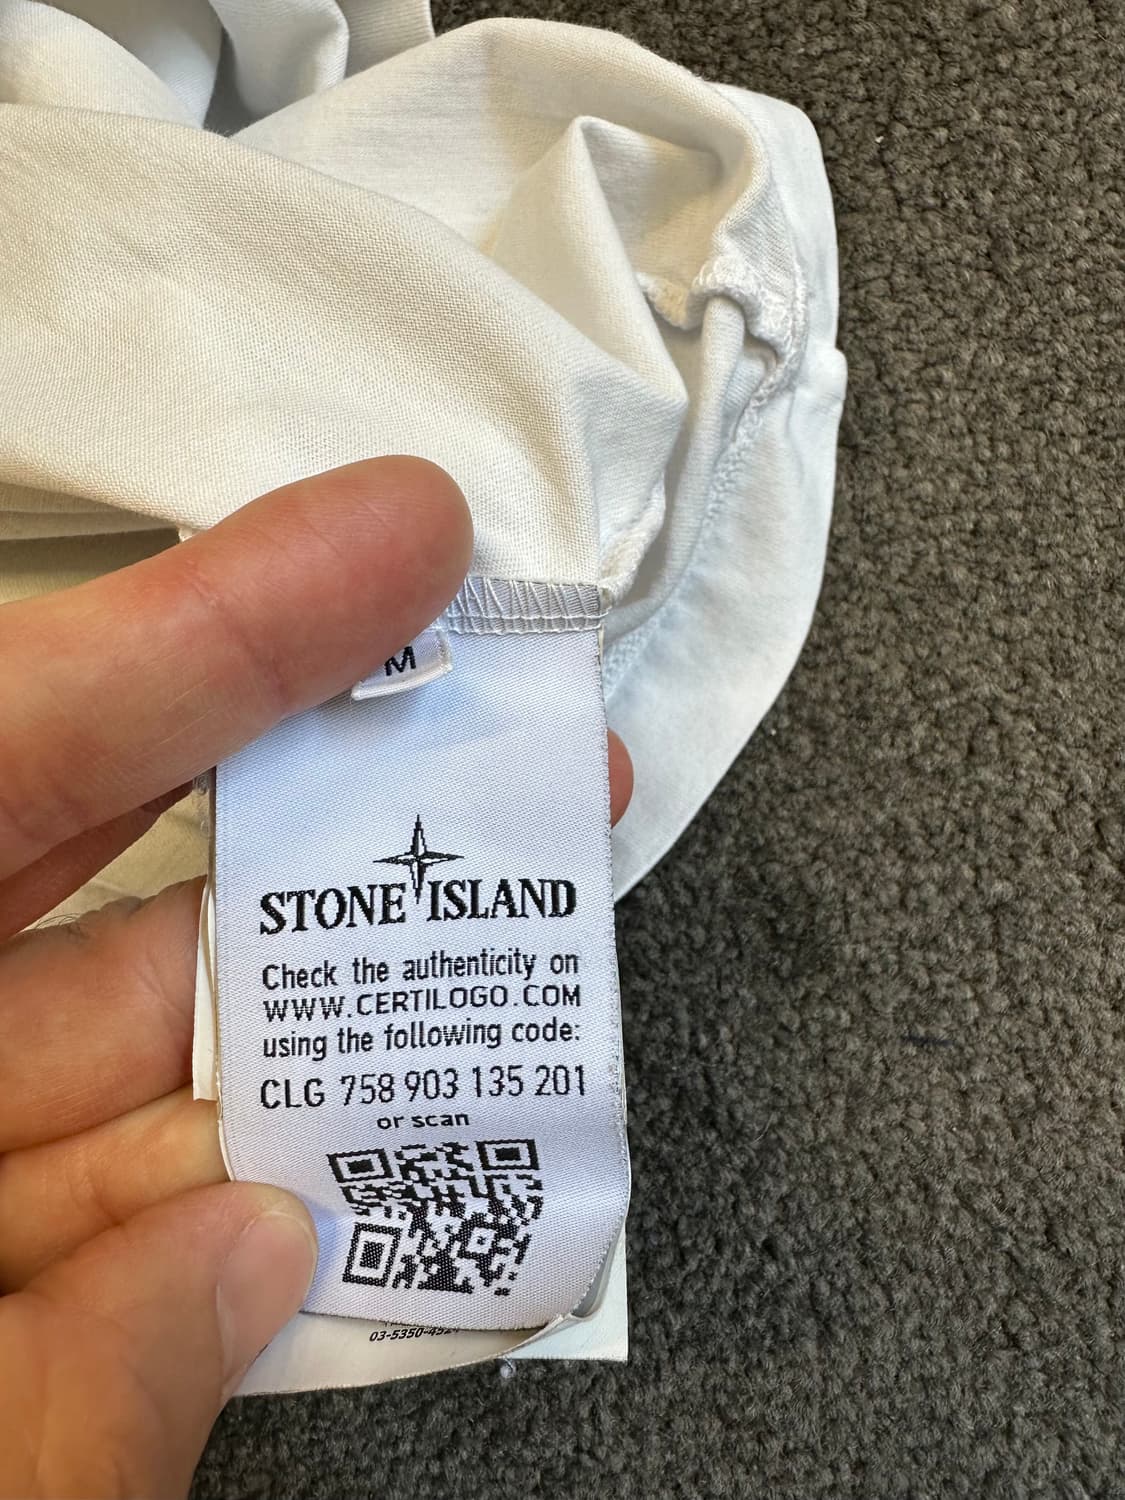 M
STONE ISLAND
Check the authenticity on
WWW.CERTILOGO.COM
using the following code:
CLG 758 903 135 201
or scan